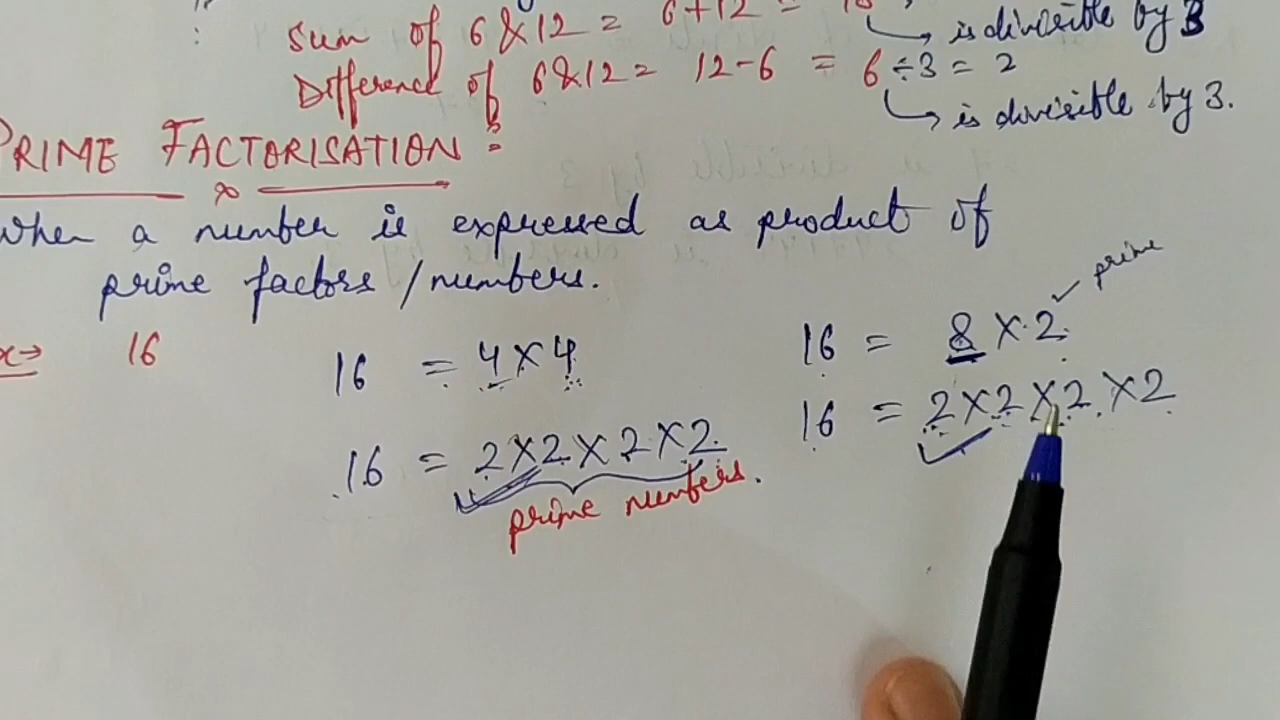 Sum of 6 & 12 = 6+12 = 18
is divisible by 3
Difference of 6 & 12 = 12-6 = 6 ÷3 = 2
is divisible by 3.
PRIME FACTORISATION :
When a number is expressed as product of
prime factors / numbers.
16
16 = 4 X 4
16 = 2 X 2 X 2 X 2
prime numbers.
16 = 8 X 2
prime
16 = 2 X 2 X 2 X 2